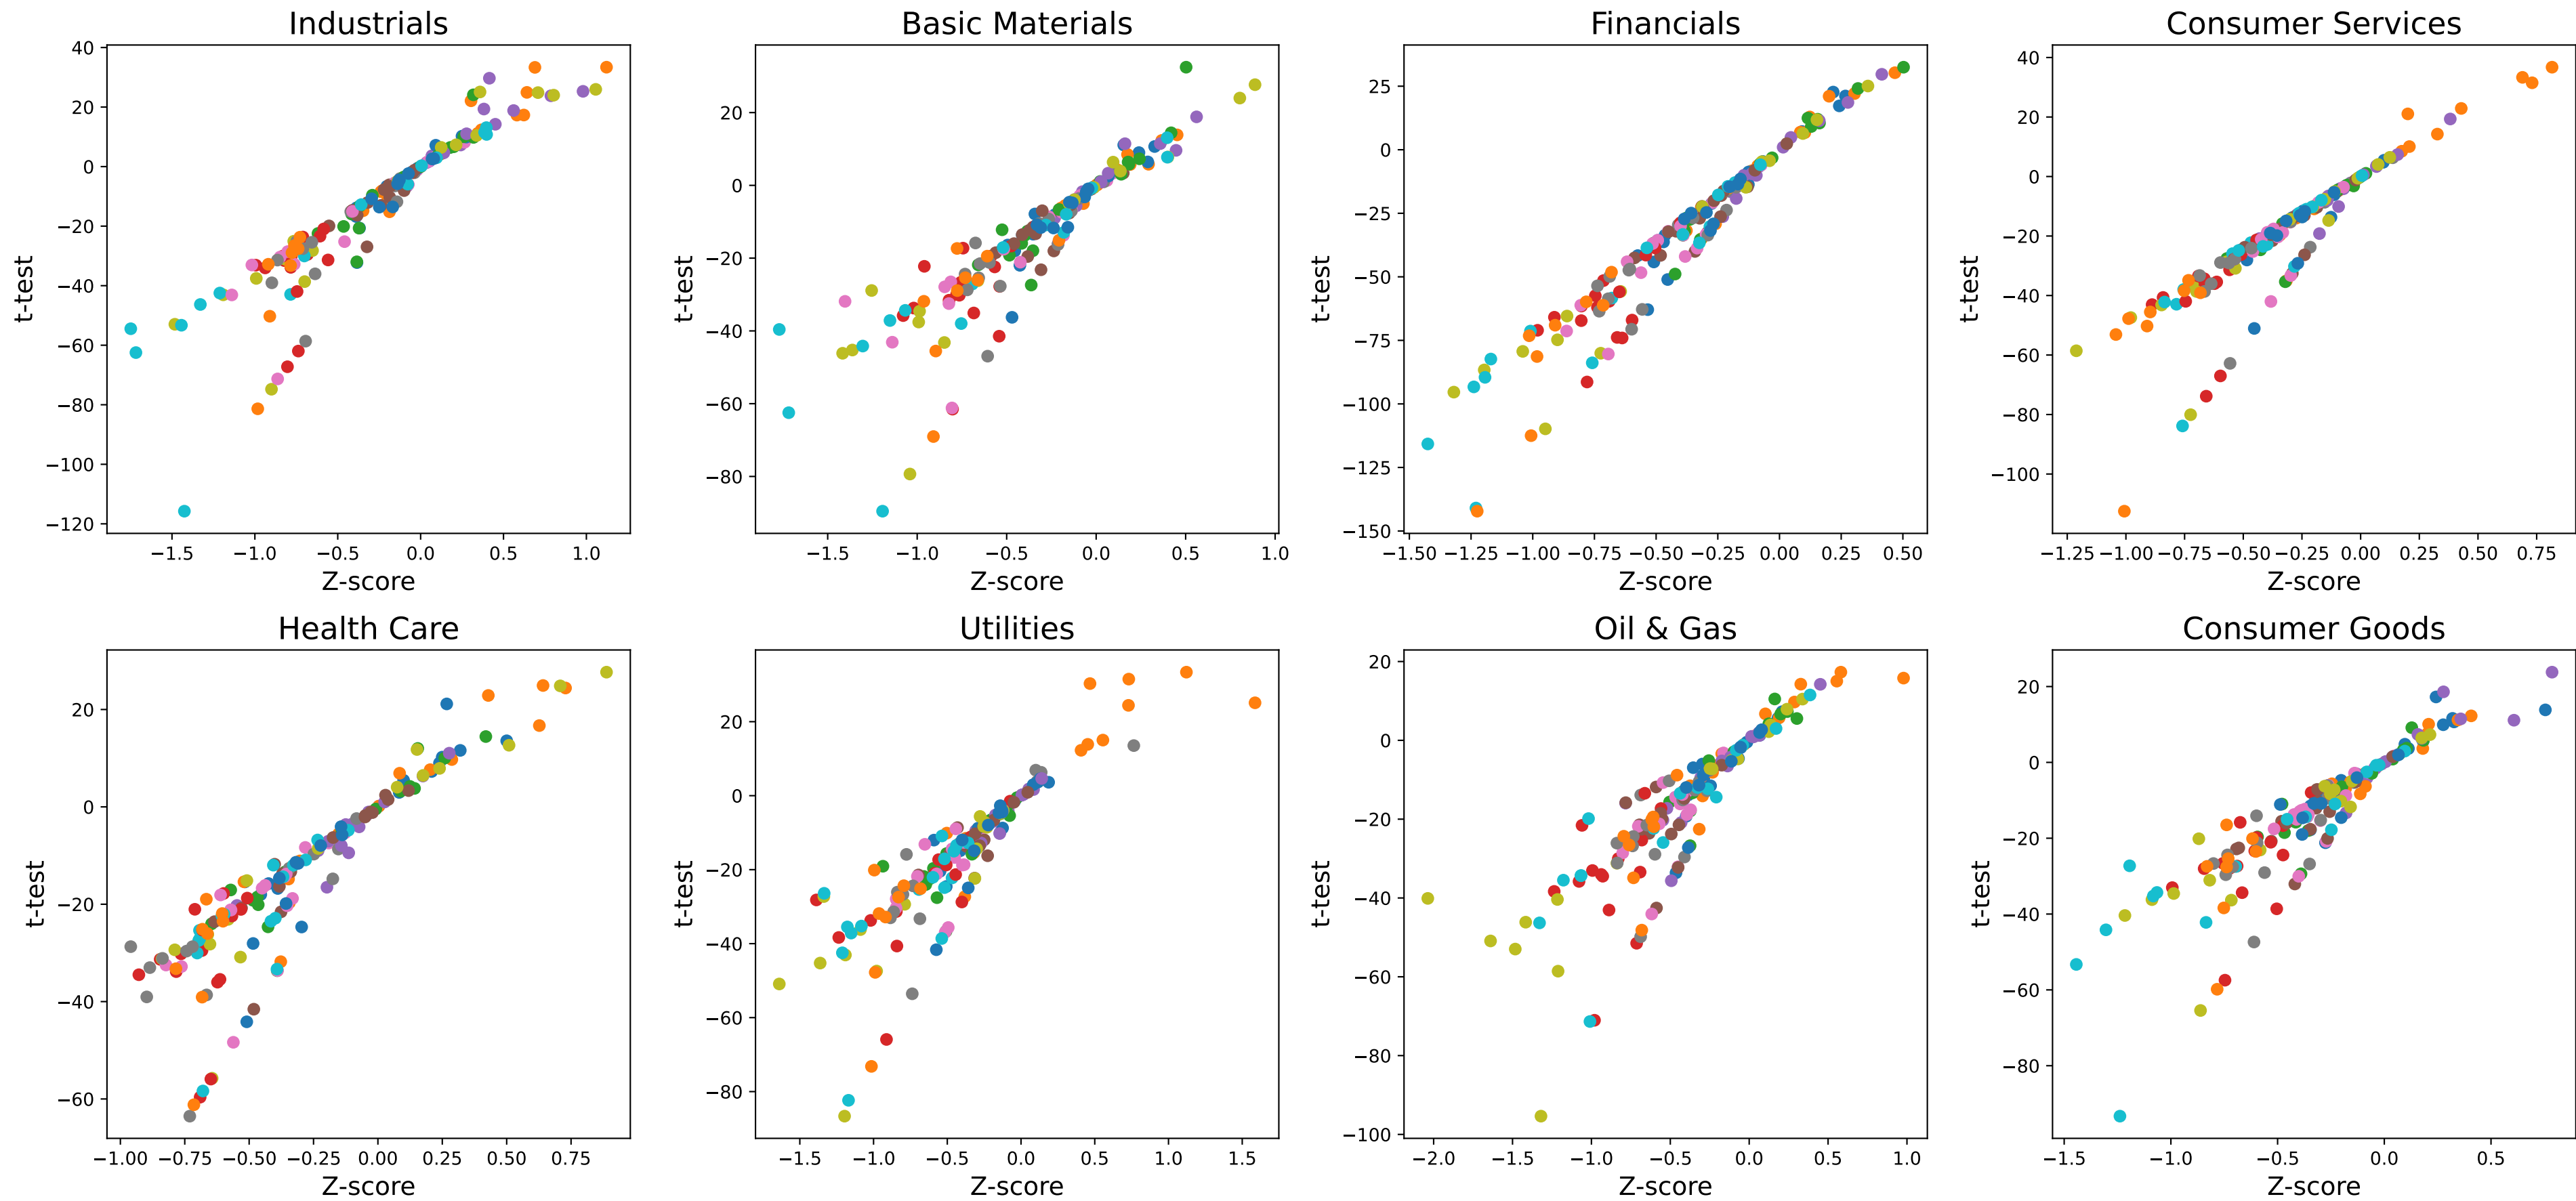 Industrials
40
20
0
−20
−40
−60
−80
−100
−120
t-test
−1.5 −1.0 −0.5 0.0 0.5 1.0
Z-score
Basic Materials
20
0
−20
−40
−60
−80
t-test
−1.5 −1.0 −0.5 0.0 0.5 1.0
Z-score
Financials
25
0
−25
−50
−75
−100
−125
−150
t-test
−1.50 −1.25 −1.00 −0.75 −0.50 −0.25 0.00 0.25 0.50
Z-score
Consumer Services
40
20
0
−20
−40
−60
−80
−100
t-test
−1.25 −1.00 −0.75 −0.50 −0.25 0.00 0.25 0.50 0.75
Z-score
Health Care
20
0
−20
−40
−60
t-test
−1.00 −0.75 −0.50 −0.25 0.00 0.25 0.50 0.75
Z-score
Utilities
20
0
−20
−40
−60
−80
t-test
−1.5 −1.0 −0.5 0.0 0.5 1.0 1.5
Z-score
Oil & Gas
20
0
−20
−40
−60
−80
−100
t-test
−2.0 −1.5 −1.0 −0.5 0.0 0.5 1.0
Z-score
Consumer Goods
20
0
−20
−40
−60
−80
t-test
−1.5 −1.0 −0.5 0.0 0.5
Z-score